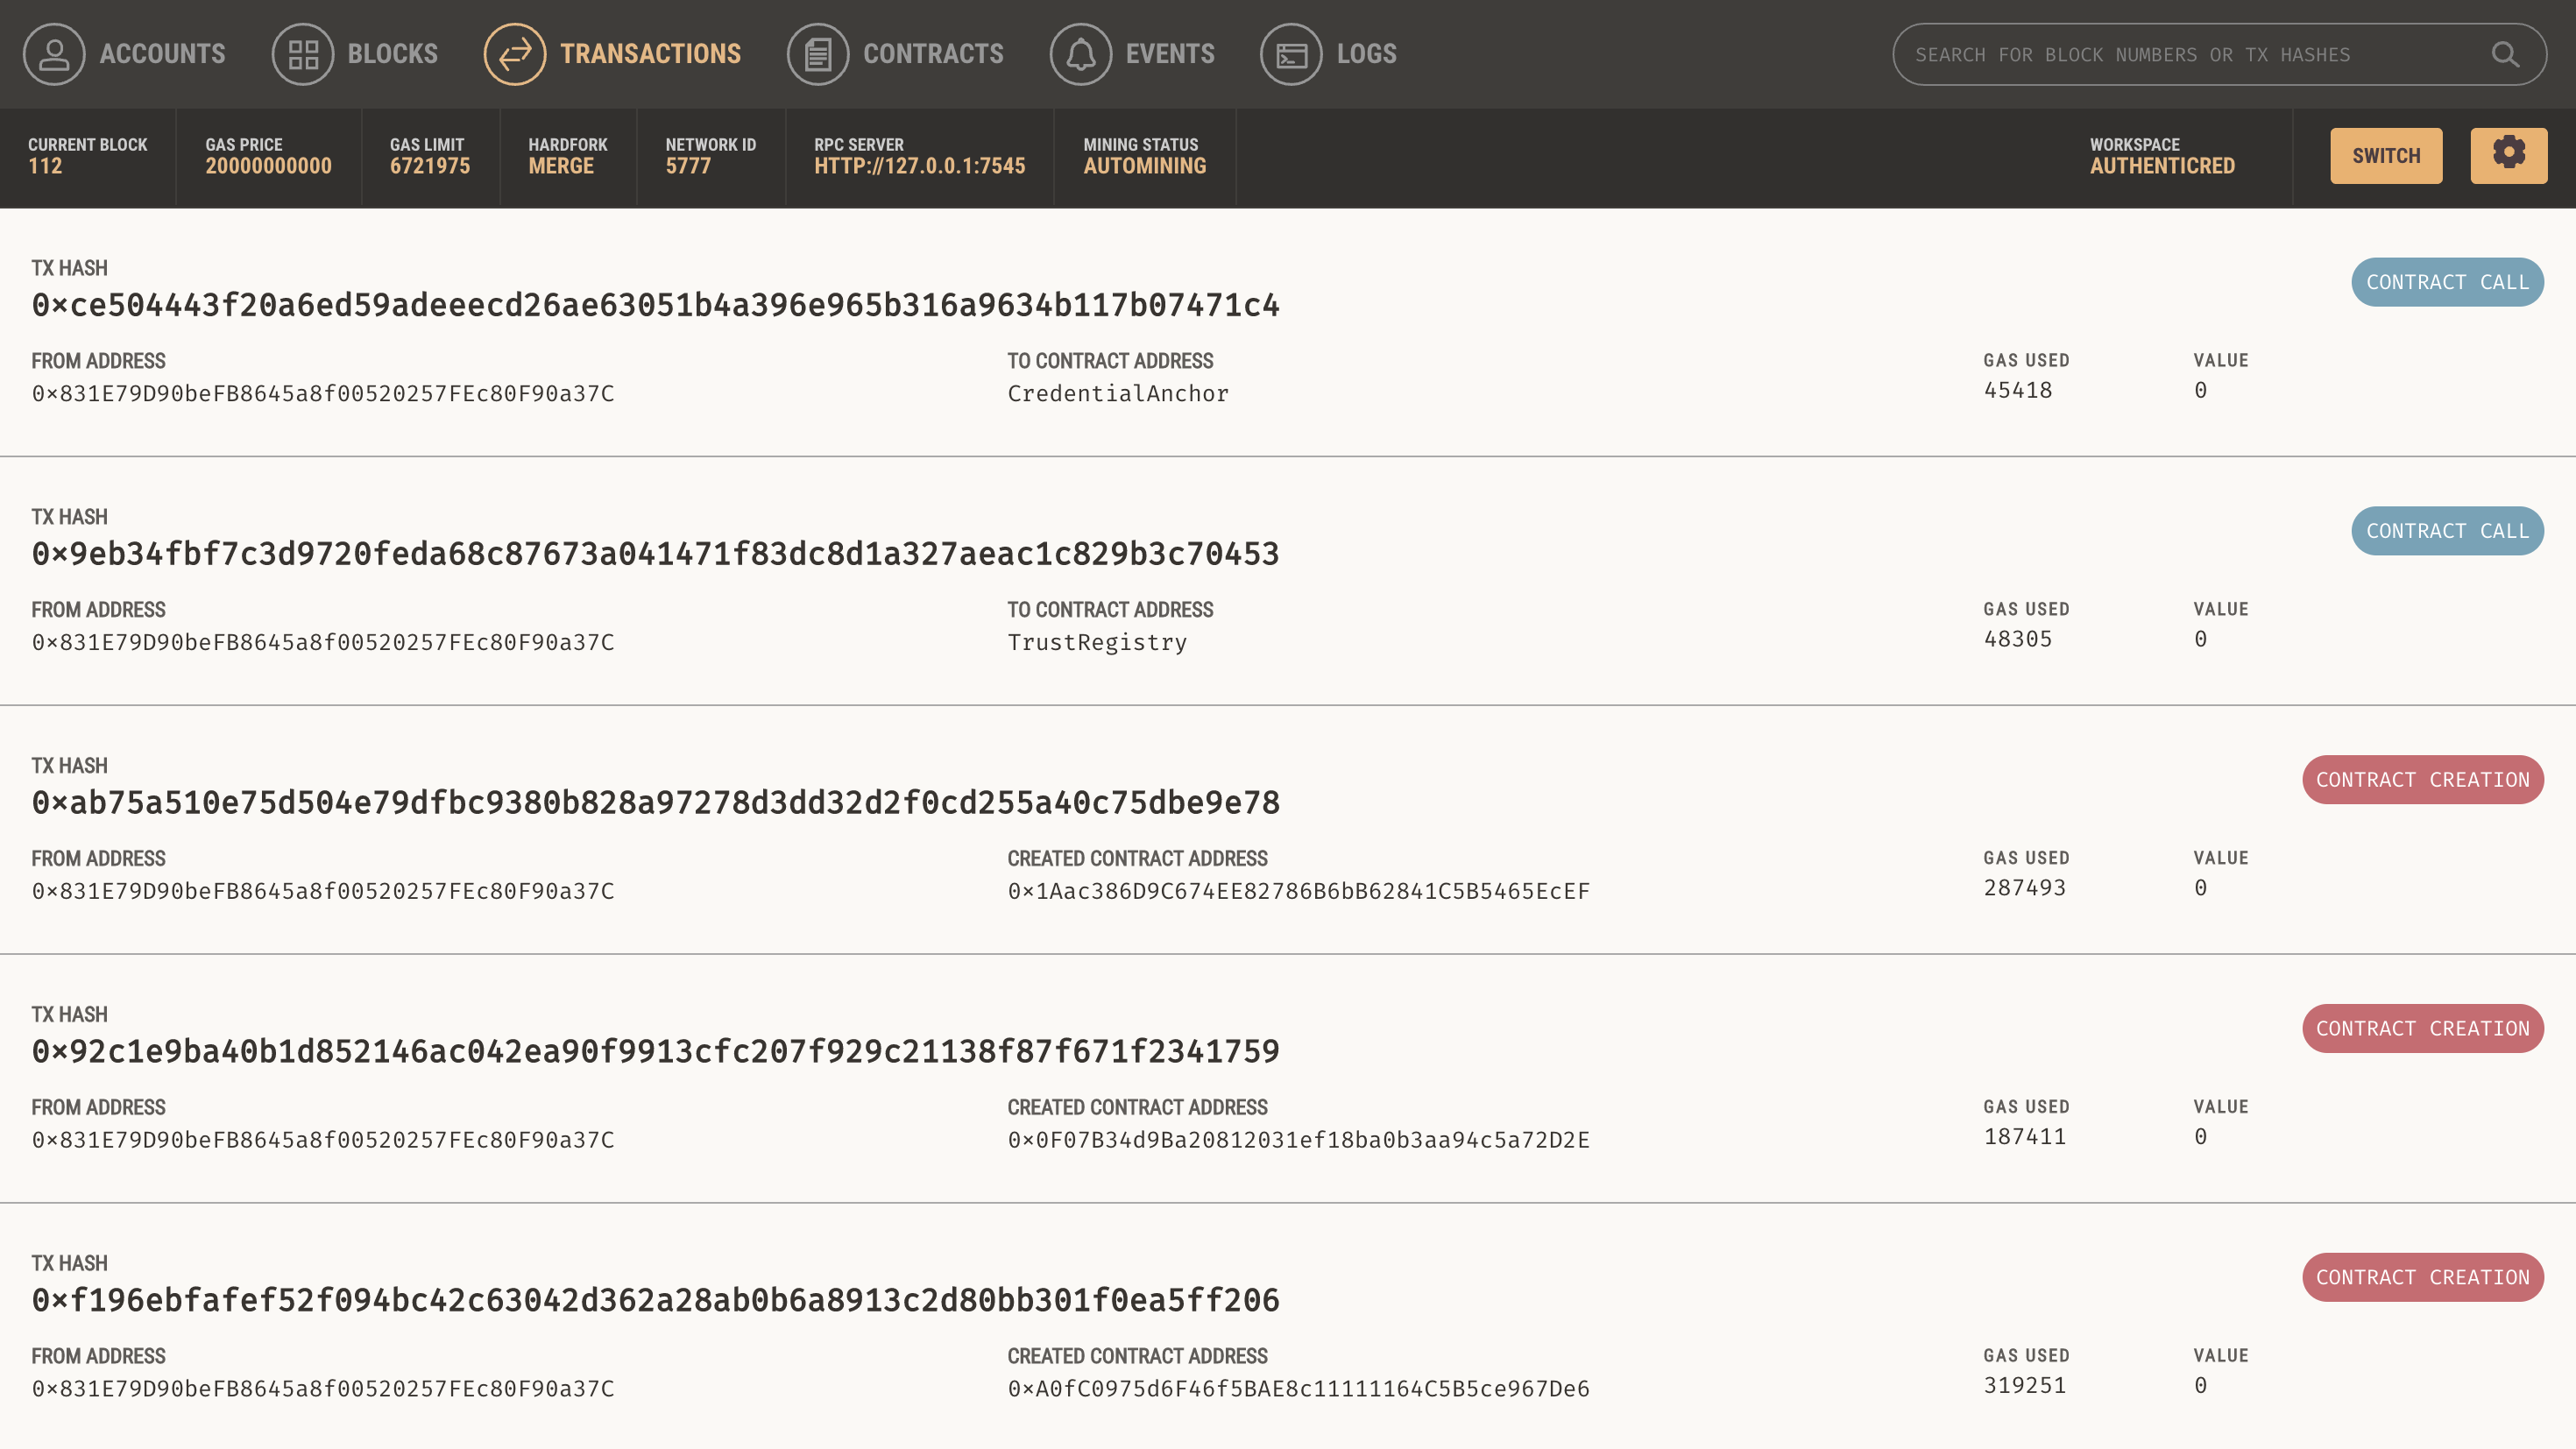 ACCOUNTS BLOCKS TRANSACTIONS CONTRACTS EVENTS LOGS SEARCH FOR BLOCK NUMBERS OR TX HASHES
CURRENT BLOCK GAS PRICE GAS LIMIT HARDFORK NETWORK ID RPC SERVER MINING STATUS WORKSPACE
112 20000000000 6721975 MERGE 5777 HTTP://127.0.0.1:7545 AUTOMINING AUTHENTICRED SWITCH
TX HASH
0×ce504443f20a6ed59adeeecd26ae63051b4a396e965b316a9634b117b07471c4 CONTRACT CALL
FROM ADDRESS TO CONTRACT ADDRESS GAS USED VALUE
0×831E79D90beFB8645a8f00520257FEc80F90a37C CredentialAnchor 45418 0
TX HASH
0×9eb34fbf7c3d9720feda68c87673a041471f83dc8d1a327aeac1c829b3c70453 CONTRACT CALL
FROM ADDRESS TO CONTRACT ADDRESS GAS USED VALUE
0×831E79D90beFB8645a8f00520257FEc80F90a37C TrustRegistry 48305 0
TX HASH
0×ab75a510e75d504e79dfbc9380b828a97278d3dd32d2f0cd255a40c75dbe9e78 CONTRACT CREATION
FROM ADDRESS CREATED CONTRACT ADDRESS GAS USED VALUE
0×831E79D90beFB8645a8f00520257FEc80F90a37C 0×1Aac386D9C674EE82786B6bB62841C5B5465EcEF 287493 0
TX HASH
0×92c1e9ba40b1d852146ac042ea90f9913cfc207f929c21138f87f671f2341759 CONTRACT CREATION
FROM ADDRESS CREATED CONTRACT ADDRESS GAS USED VALUE
0×831E79D90beFB8645a8f00520257FEc80F90a37C 0×0F07B34d9Ba20812031ef18ba0b3aa94c5a72D2E 187411 0
TX HASH
0×f196ebfafef52f094bc42c63042d362a28ab0b6a8913c2d80bb301f0ea5ff206 CONTRACT CREATION
FROM ADDRESS CREATED CONTRACT ADDRESS GAS USED VALUE
0×831E79D90beFB8645a8f00520257FEc80F90a37C 0×A0fC0975d6F46f5BAE8c11111164C5B5ce967De6 319251 0